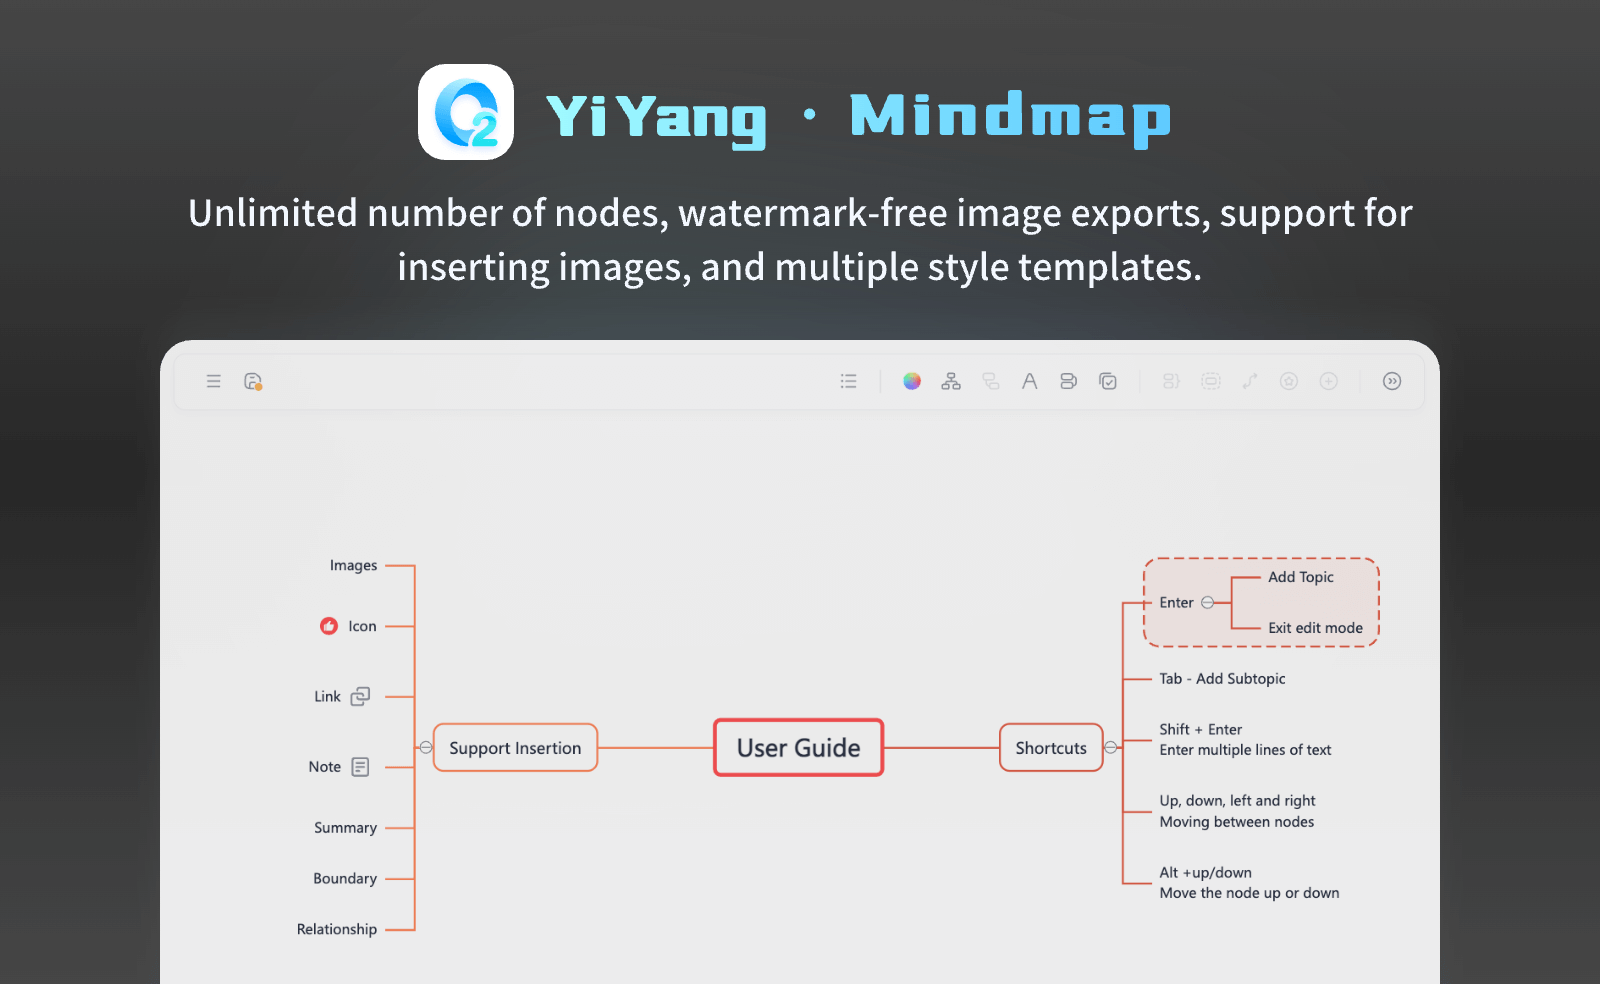 YiYang · Mindmap
Unlimited number of nodes, watermark-free image exports, support for
inserting images, and multiple style templates.
Images
Icon
Link
Note
Summary
Boundary
Relationship
Support Insertion
User Guide
Shortcuts
Enter
Add Topic
Exit edit mode
Tab - Add Subtopic
Shift + Enter
Enter multiple lines of text
Up, down, left and right
Moving between nodes
Alt +up/down
Move the node up or down